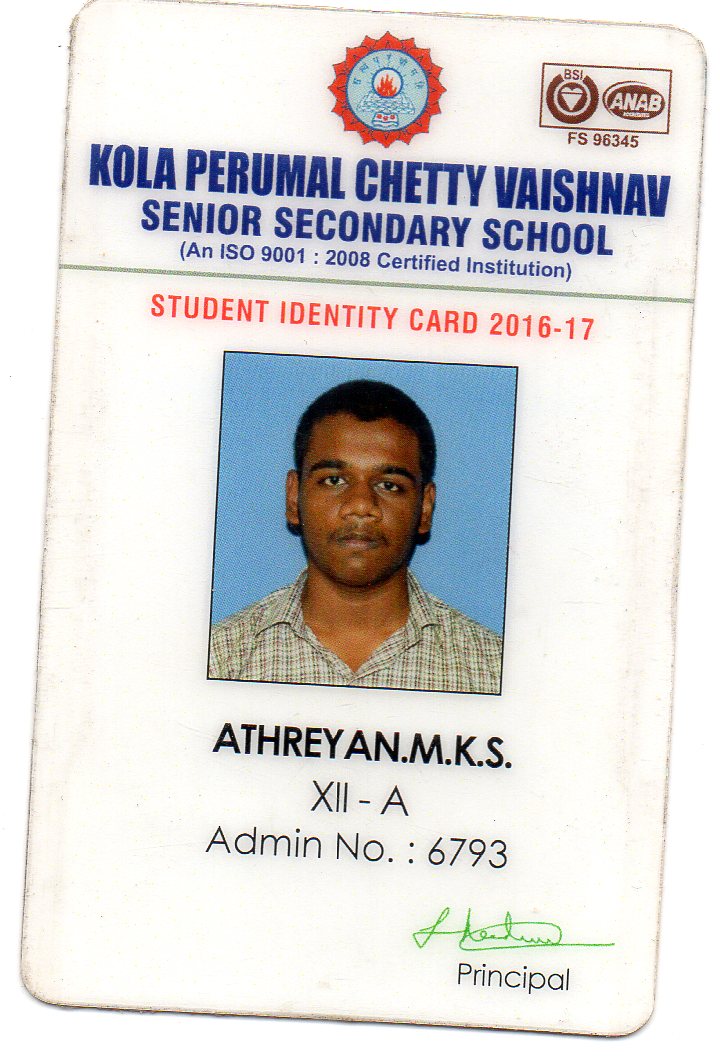 BSI
ANAB
ACCREDITED
FS 96345
KOLA PERUMAL CHETTY VAISHNAV
SENIOR SECONDARY SCHOOL
(An ISO 9001 : 2008 Certified Institution)
STUDENT IDENTITY CARD 2016-17
ATHREYAN.M.K.S.
XII - A
Admin No. : 6793
Principal